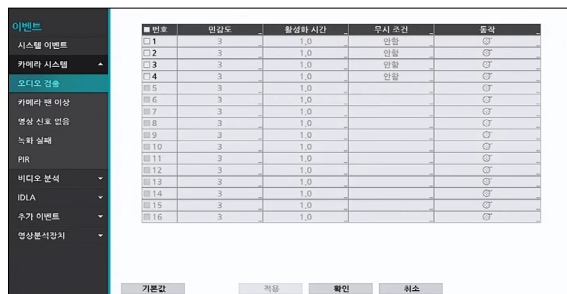 이벤트
시스템 이벤트
카메라 시스템
오디오 검출
카메라 팬 이상
영상 신호 없음
녹화 실패
PIR
비디오 분석
IDLA
추가 이벤트
영상분석장치
번호 민감도 활성화 시간 무시 조건 동작
1 3 1,0 안함
2 3 1,0 안함
3 3 1,0 안함
4 3 1,0 안함
5 3 1,0
6 3 1,0
7 3 1,0
8 3 1,0
9 3 1,0
10 3 1,0
11 3 1,0
12 3 1,0
13 3 1,0
14 3 1,0
15 3 1,0
16 3 1,0
기본값 적용 확인 취소